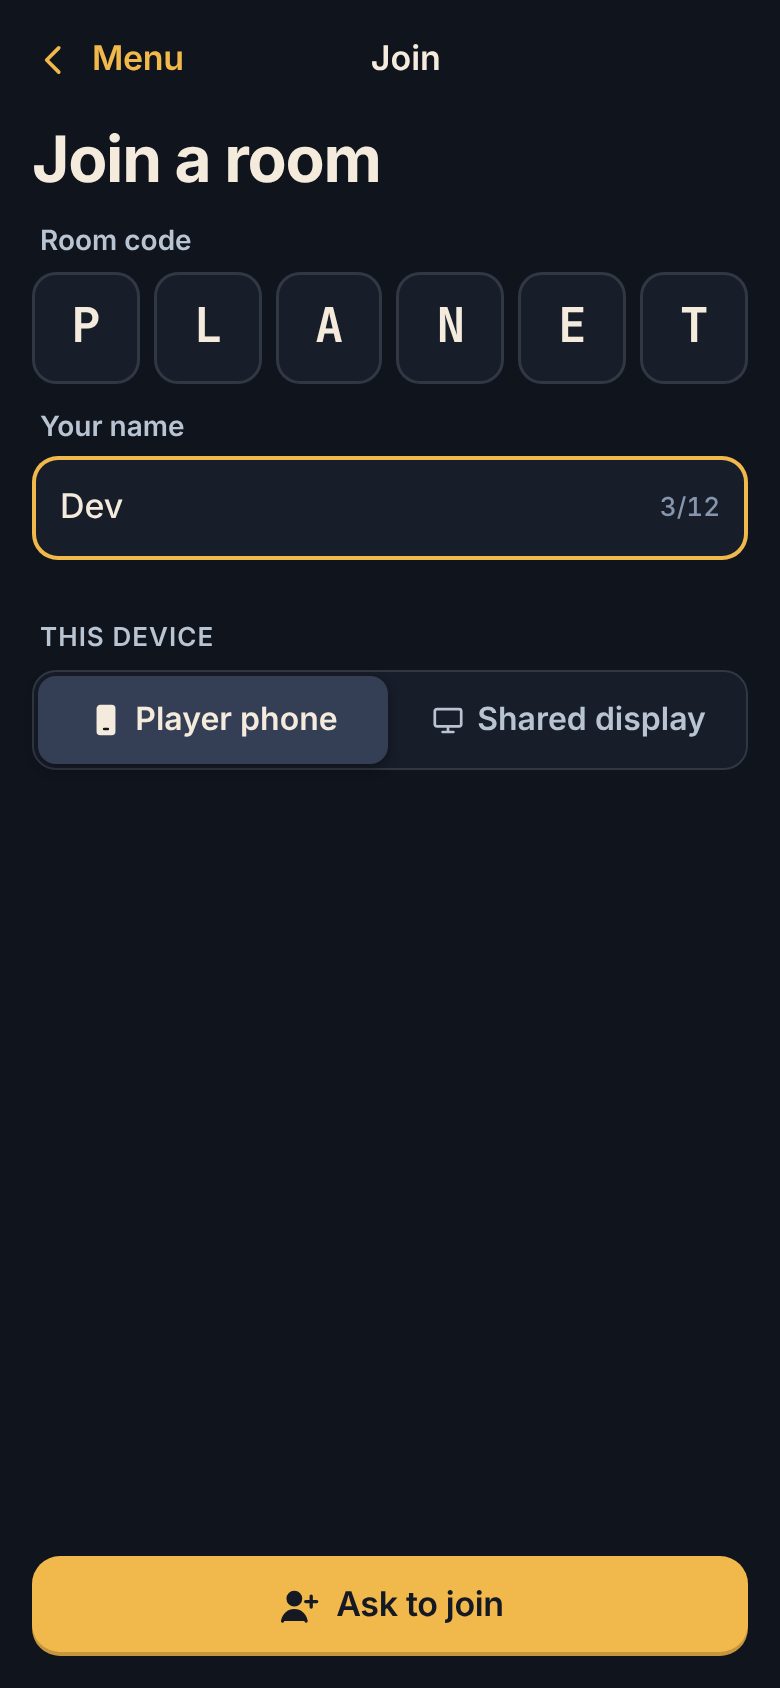 Menu Join
Join a room
Room code
P L A N E T
Your name
Dev 3/12
THIS DEVICE
Player phone Shared display
Ask to join